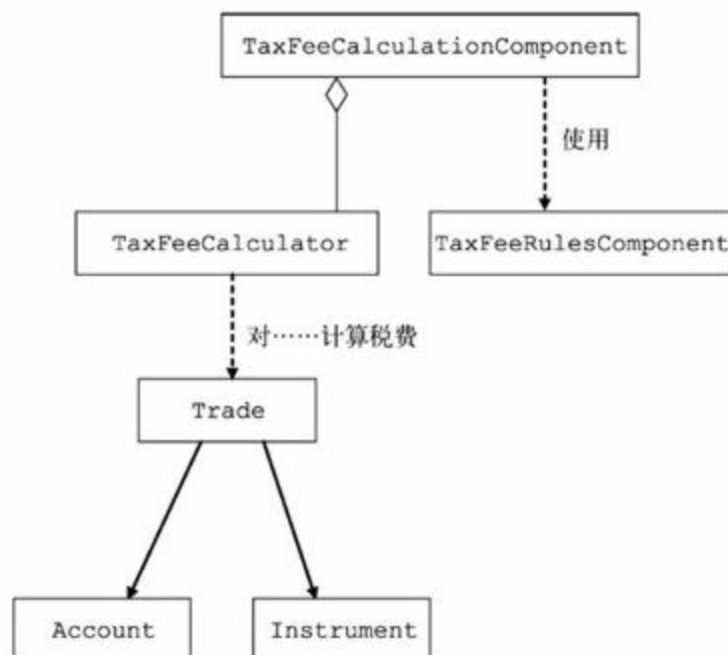 TaxFeeCalculationComponent
使用
TaxFeeCalculator
TaxFeeRulesComponent
对……计算税费
Trade
Account
Instrument